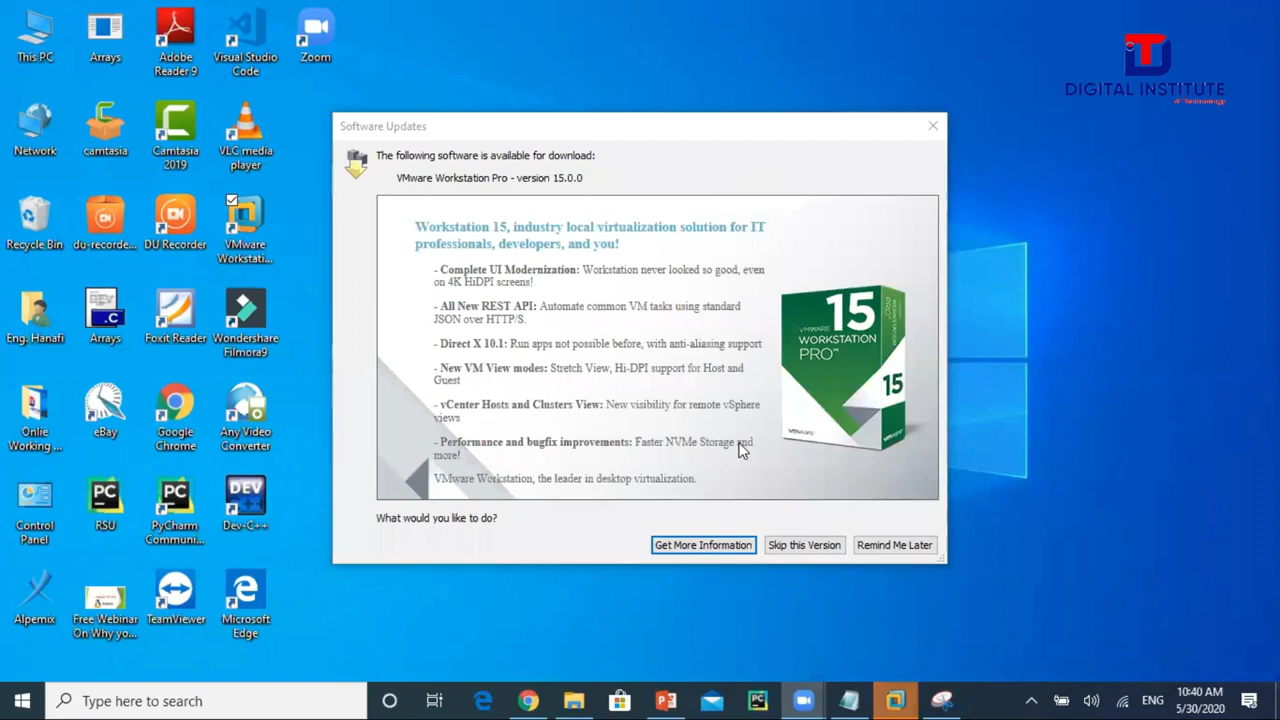 This PC
Arrays
Adobe
Reader 9
Visual Studio
Code
Zoom
DIGITAL INSTITUTE
of Technology
Network
camtasia
Camtasia
2019
VLC media
player
Recycle Bin
du-recorde...
DU Recorder
VMware
Workstati...
Eng. Hanafi
.C
Arrays
Foxit Reader
Wondershare
Filmora9
Onlie
Working ...
eBay
Google
Chrome
Any Video
Converter
Control
Panel
PC
RSU
PC
PyCharm
Communi...
DEV
Dev-C++
Alpemix
Free Webinar
On Why yo...
TeamViewer
Microsoft
Edge
Software Updates
The following software is available for download:
VMware Workstation Pro - version 15.0.0
Workstation 15, industry local virtualization solution for IT
professionals, developers, and you!
- Complete UI Modernization: Workstation never looked so good, even
on 4K HiDPI screens!
- All New REST API: Automate common VM tasks using standard
JSON over HTTP/S.
- Direct X 10.1: Run apps not possible before, with anti-aliasing support
- New VM View modes: Stretch View, Hi-DPI support for Host and
Guest
- vCenter Hosts and Clusters View: New visibility for remote vSphere
views
- Performance and bugfix improvements: Faster NVMe Storage and
more!
VMware Workstation, the leader in desktop virtualization.
15
VMWARE
WORKSTATION
PRO™
15
vmware
What would you like to do?
Get More Information
Skip this Version
Remind Me Later
Type here to search
ENG
10:40 AM
5/30/2020